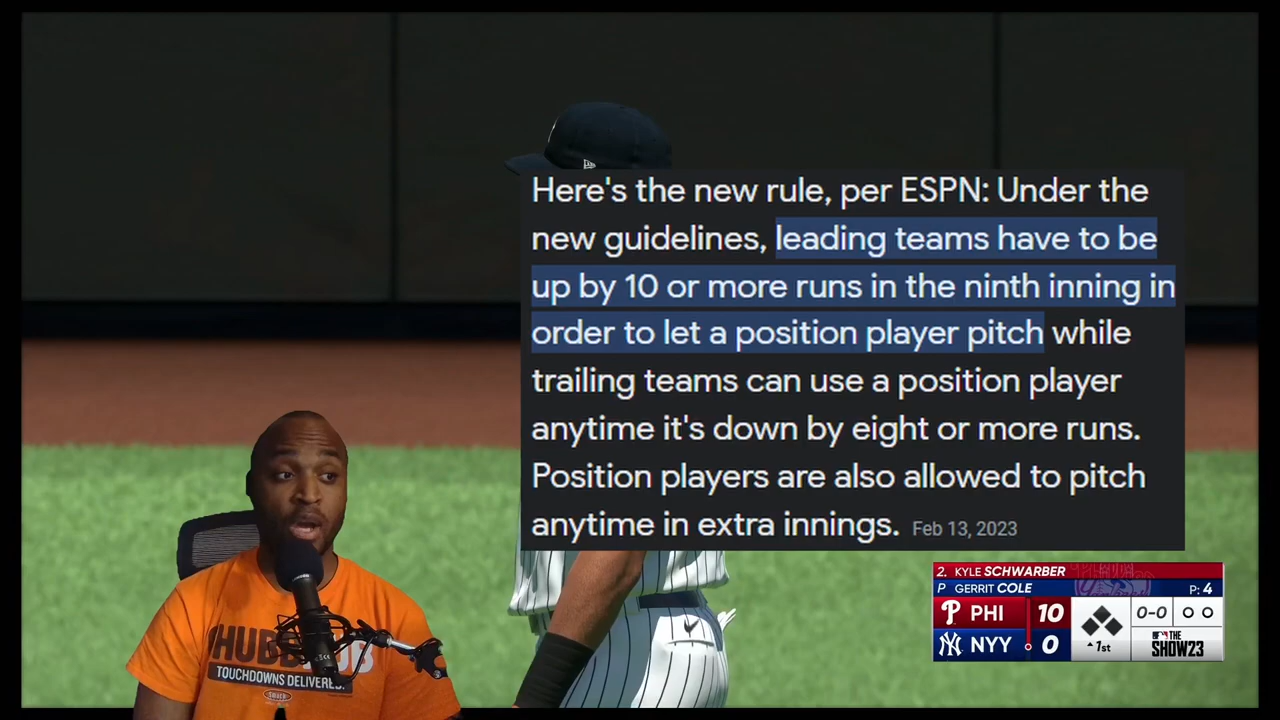 Here's the new rule, per ESPN: Under the
new guidelines, leading teams have to be
up by 10 or more runs in the ninth inning in
order to let a position player pitch while
trailing teams can use a position player
anytime it's down by eight or more runs.
Position players are also allowed to pitch
anytime in extra innings. Feb 13, 2023
2. KYLE SCHWARBER
P GERRIT COLE P: 4
PHI 10
NYY 0
1st
0-0
THE SHOW23
TOUCHDOWNS DELIVERED.